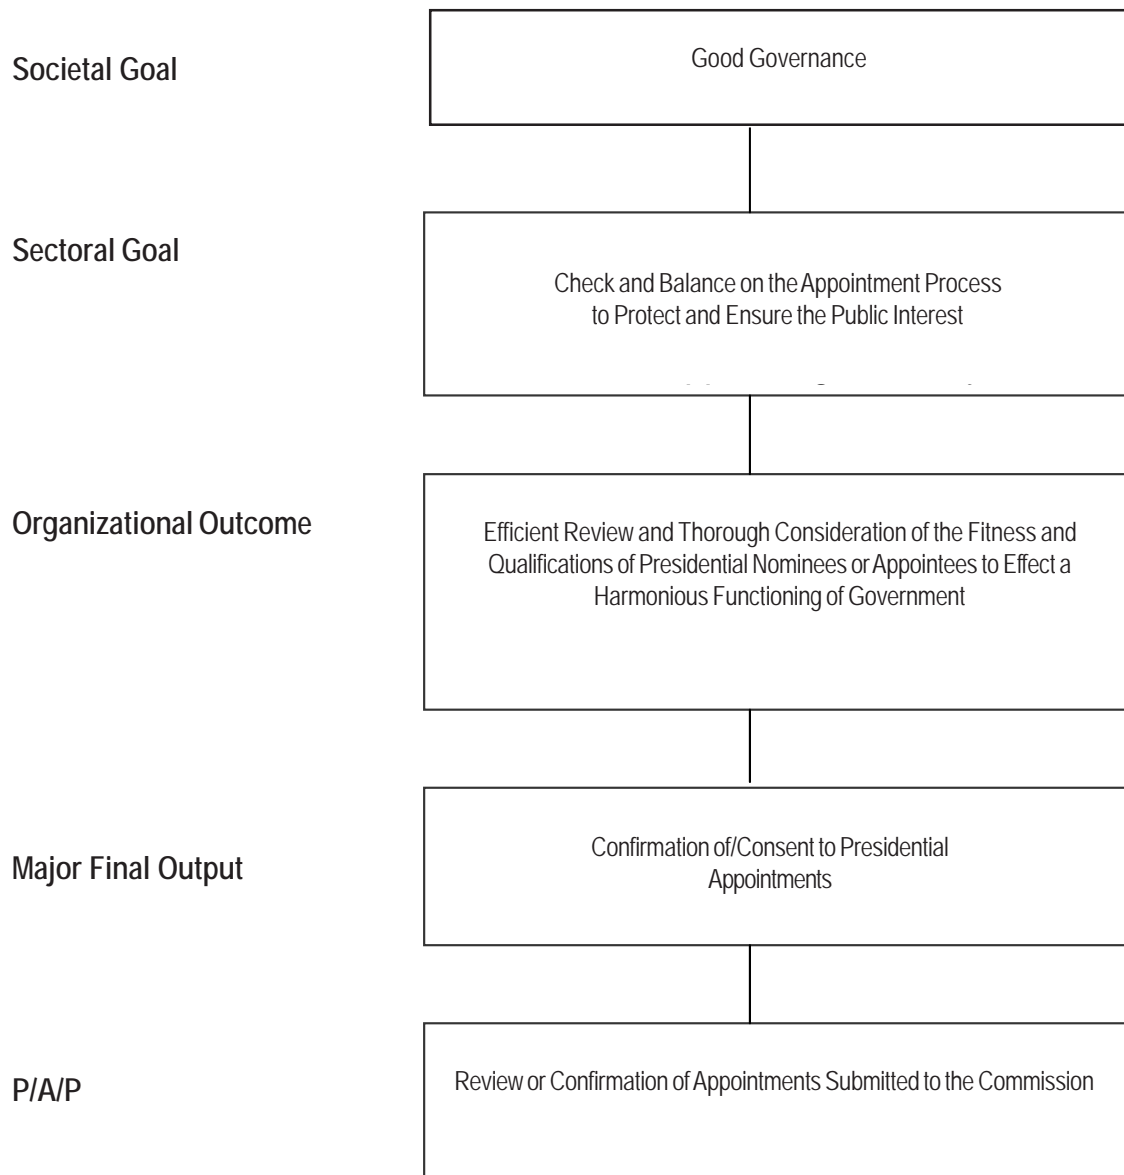 Societal Goal
Good Governance
Sectoral Goal
Check and Balance on the Appointment Process
to Protect and Ensure the Public Interest
Organizational Outcome
Efficient Review and Thorough Consideration of the Fitness and
Qualifications of Presidential Nominees or Appointees to Effect a
Harmonious Functioning of Government
Major Final Output
Confirmation of/Consent to Presidential
Appointments
P/A/P
Review or Confirmation of Appointments Submitted to the Commission